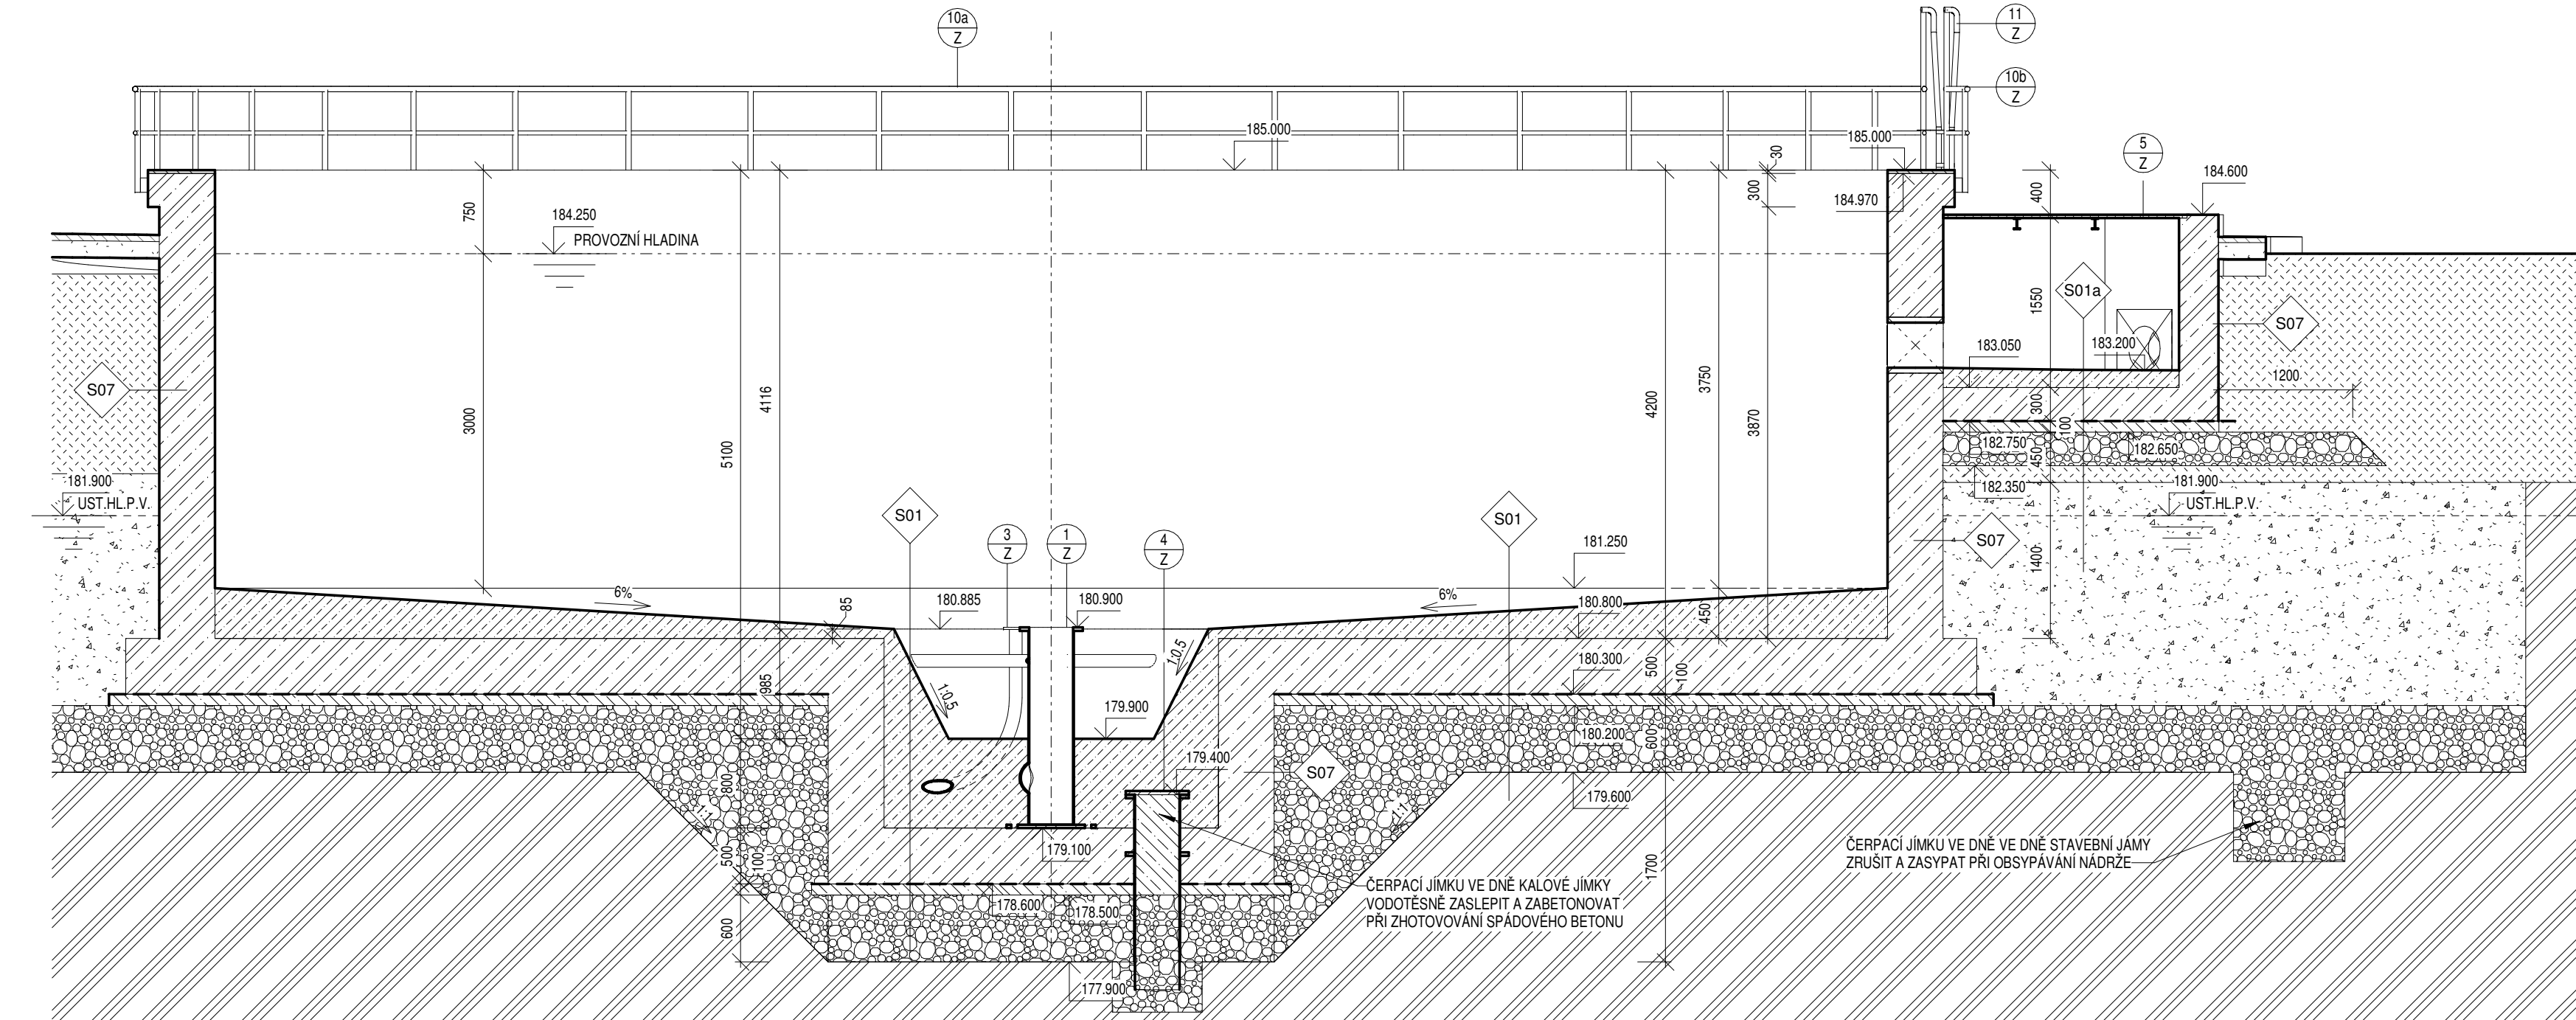 10a
Z
11
Z
10b
Z
185.000
185.000
30
5
Z
184.600
300
184.970
400
750
184.250
PROVOZNÍ HLADINA
S01a
1550
S07
183.050
183.200
1200
S07
3000
4116
5100
4200
3750
3870
300
100
182.750
450
182.650
182.350
181.900
UST.HL.P.V.
181.900
UST.HL.P.V.
S01
S01
3
Z
1
Z
4
Z
S07
181.250
1400
6%
6%
85
180.885
180.900
180.800
450
1:0.5
1:0.5
180.300
500
100
985
179.900
180.200
600
179.400
S07
179.600
800
1:1
1:1
179.100
500
100
1700
178.600
178.500
600
177.900
ČERPACÍ JÍMKU VE DNĚ KALOVÉ JÍMKY
VODOTĚSNĚ ZASLEPIT A ZABETONOVAT
PŘI ZHOTOVOVÁNÍ SPÁDOVÉHO BETONU
ČERPACÍ JÍMKU VE DNĚ VE DNĚ STAVEBNÍ JÁMY
ZRUŠIT A ZASYPAT PŘI OBSYPÁVÁNÍ NÁDRŽE